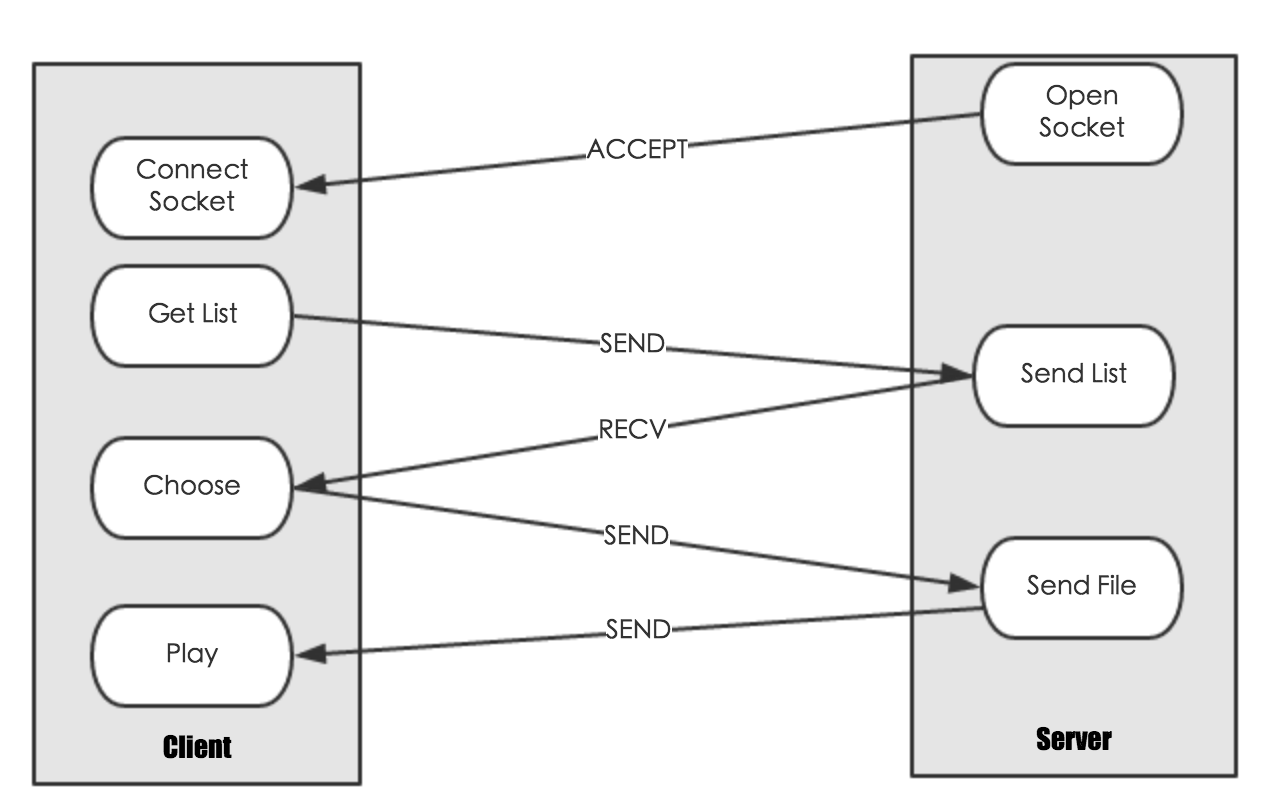 Open
Socket
ACCEPT
Connect
Socket
Get List
SEND
Send List
RECV
Choose
SEND
Send File
SEND
Play
Client
Server